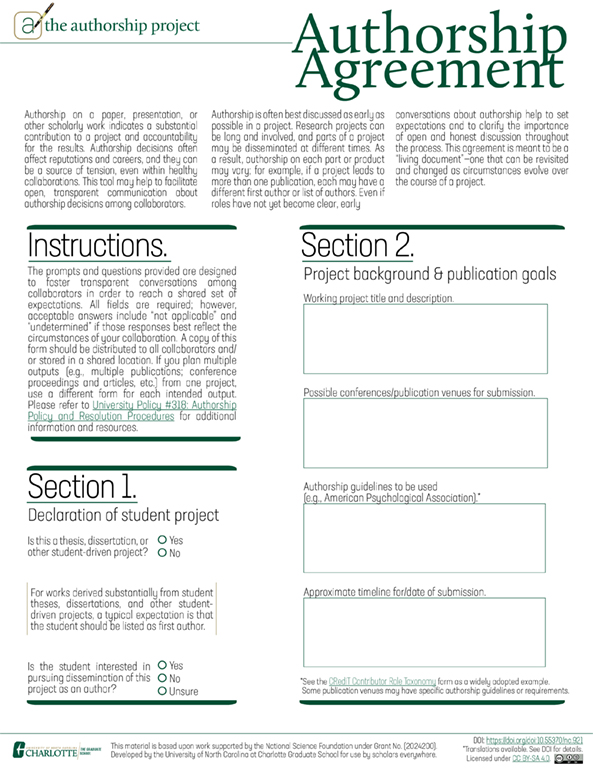 a the authorship project
Authorship
Agreement
Authorship on a paper, presentation, or
other scholarly work indicates a substantial
contribution to a project and accountability
for the results. Authorship decisions often
affect reputations and careers, and they can
be a source of tension, even within healthy
collaborations. This tool may help to facilitate
open, transparent communication about
authorship decisions among collaborators.
Authorship is often best discussed as early as
possible in a project. Research projects can
be long and involved, and parts of a project
may be disseminated at different times. As
a result, authorship on each part or product
may vary; for example, if a project leads to
more than one publication, each may have a
different first author or list of authors. Even if
roles have not yet become clear, early
conversations about authorship help to set
expectations and to clarify the importance
of open and honest discussion throughout
the process. This agreement is meant to be a
"living document"—one that can be revisited
and changed as circumstances evolve over
the course of a project.
Instructions.
The prompts and questions provided are designed
to foster transparent conversations among
collaborators in order to reach a shared set of
expectations. All fields are required; however,
acceptable answers include "not applicable" and
"undetermined" if those responses best reflect the
circumstances of your collaboration. A copy of this
form should be distributed to all collaborators and/
or stored in a shared location. If you plan multiple
outputs (e.g., multiple publications; conference
proceedings and articles, etc.) from one project,
use a different form for each intended output.
Please refer to University Policy #318: Authorship
Policy and Resolution Procedures for additional
information and resources.
Section 1.
Declaration of student project
Is this a thesis, dissertation, or
other student-driven project?
Yes
No
For works derived substantially from student
theses, dissertations, and other student-
driven projects, a typical expectation is that
the student should be listed as first author.
Is the student interested in
pursuing dissemination of this
project as an author?
Yes
No
Unsure
Section 2.
Project background & publication goals
Working project title and description.
Possible conferences/publication venues for submission.
Authorship guidelines to be used
(e.g., American Psychological Association).*
Approximate timeline for/date of submission.
*See the CRediT Contributor Role Taxonomy form as a widely adopted example.
Some publication venues may have specific authorship guidelines or requirements.
CHARLOTTE
This material is based upon work supported by the National Science Foundation under Grant No. (2024200).
Developed by the University of North Carolina at Charlotte Graduate School for use by scholars everywhere.
DOI: https://doi.org/doi:10.55370/nc.921
*Translations available. See DOI for details.
Licensed under CC BY-SA 4.0